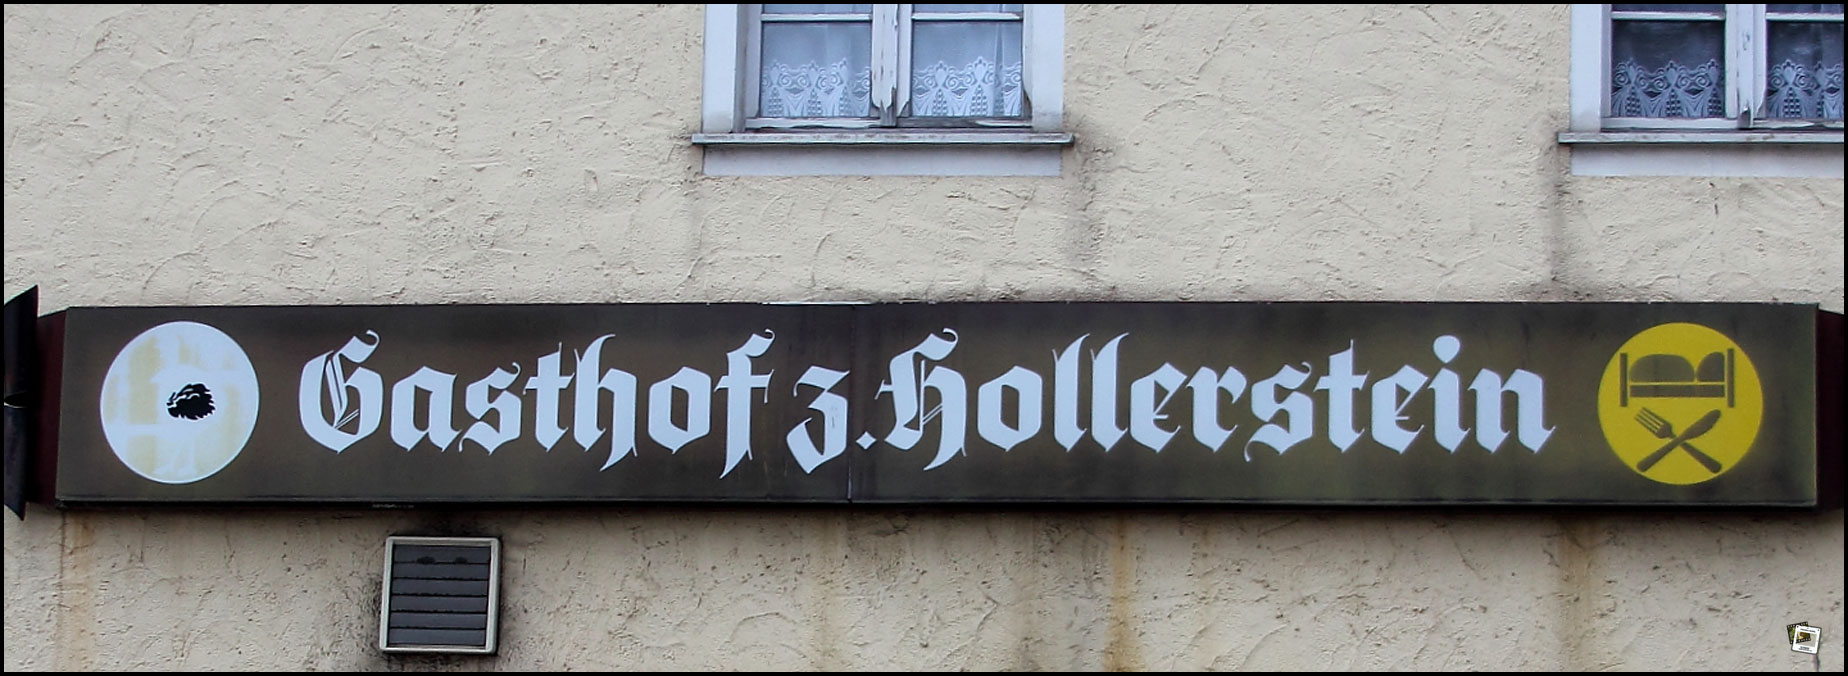 Gasthof z. Hollerstein